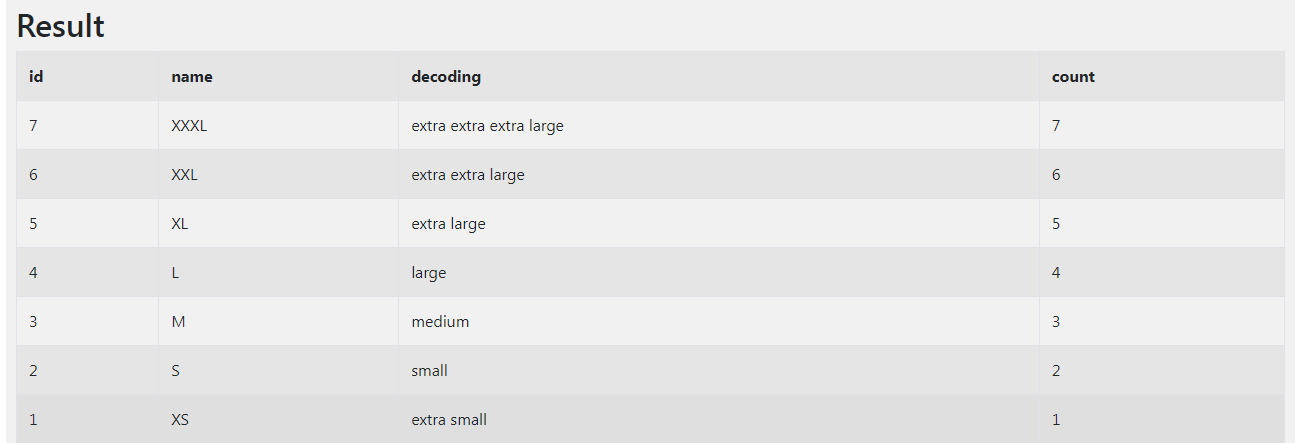 Result
id name decoding count
7 XXXL extra extra extra large 7
6 XXL extra extra large 6
5 XL extra large 5
4 L large 4
3 M medium 3
2 S small 2
1 XS extra small 1